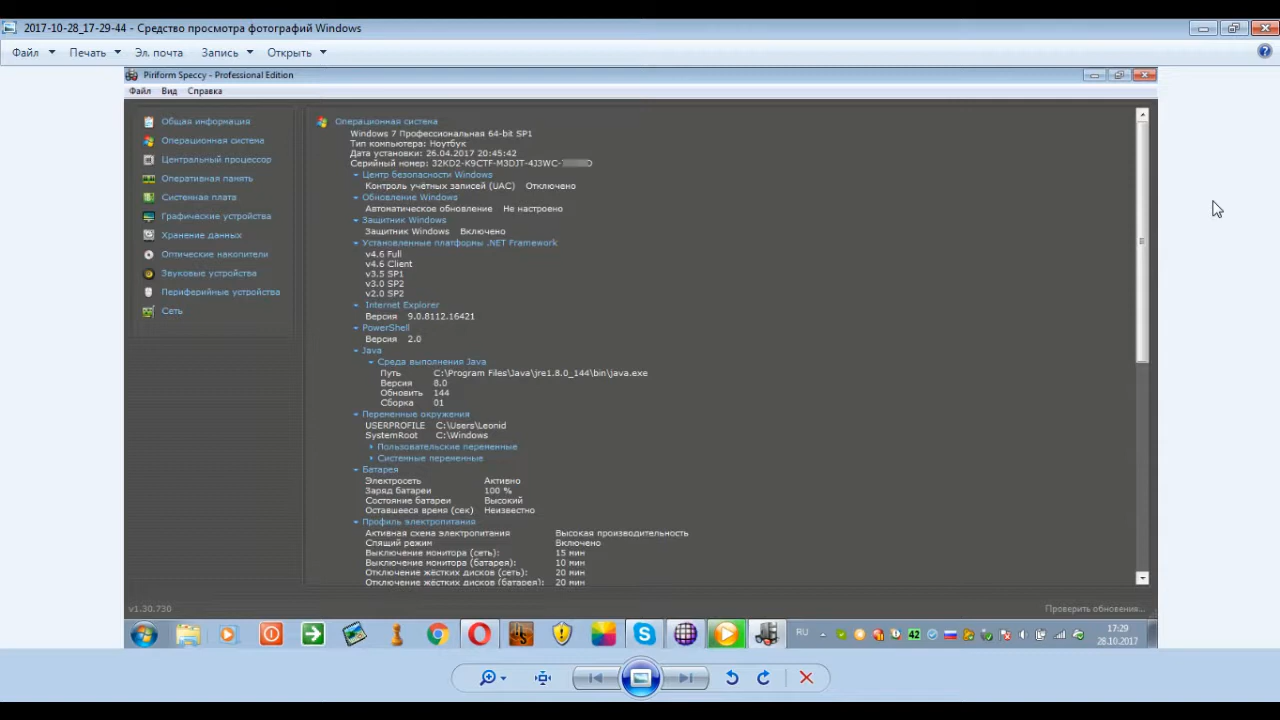 2017-10-28_17-29-44 - Средство просмотра фотографий Windows
Файл Печать Эл. почта Запись Открыть
Piriform Speccy - Professional Edition
Файл Вид Справка
Общая информация
Операционная система
Центральный процессор
Оперативная память
Системная плата
Графические устройства
Хранение данных
Оптические накопители
Звуковые устройства
Периферийные устройства
Сеть
Операционная система
Windows 7 Профессиональная 64-bit SP1
Тип компьютера: Ноутбук
Дата установки: 26.04.2017 20:45:42
Серийный номер: 32KD2-K9CTF-M3DJT-4J3WC-
Центр безопасности Windows
Контроль учётных записей (UAC) Отключено
Обновление Windows
Автоматическое обновление Не настроено
Защитник Windows
Защитник Windows Включено
Установленные платформы .NET Framework
v4.6 Full
v4.6 Client
v3.5 SP1
v3.0 SP2
v2.0 SP2
Internet Explorer
Версия 9.0.8112.16421
PowerShell
Версия 2.0
Java
Среда выполнения Java
Путь C:\Program Files\Java\jre1.8.0_144\bin\java.exe
Версия 8.0
Обновить 144
Сборка 01
Переменные окружения
USERPROFILE C:\Users\Leonid
SystemRoot C:\Windows
Пользовательские переменные
Системные переменные
Батарея
Электросеть Активно
Заряд батареи 100 %
Состояние батареи Высокий
Оставшееся время (сек) Неизвестно
Профиль электропитания
Активная схема электропитания Высокая производительность
Спящий режим Включено
Выключение монитора (сеть): 15 мин
Выключение монитора (батарея): 10 мин
Отключение жёстких дисков (сеть): 20 мин
Отключение жёстких дисков (батарея): 20 мин
v1.30.730
Проверить обновления...
RU 42 17:29
28.10.2017